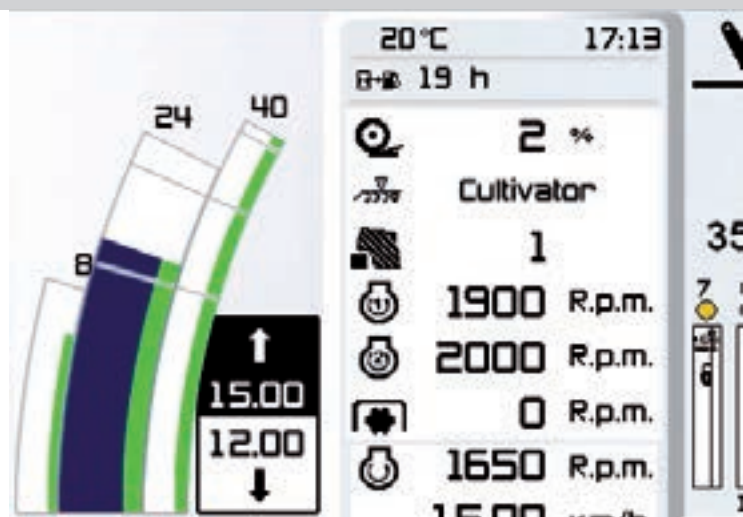 20°C 17:13
19 h
24
40
8
2 %
Cultivator
1
1900 R.p.m.
2000 R.p.m.
0 R.p.m.
1650 R.p.m.
15.00
12.00
35
7